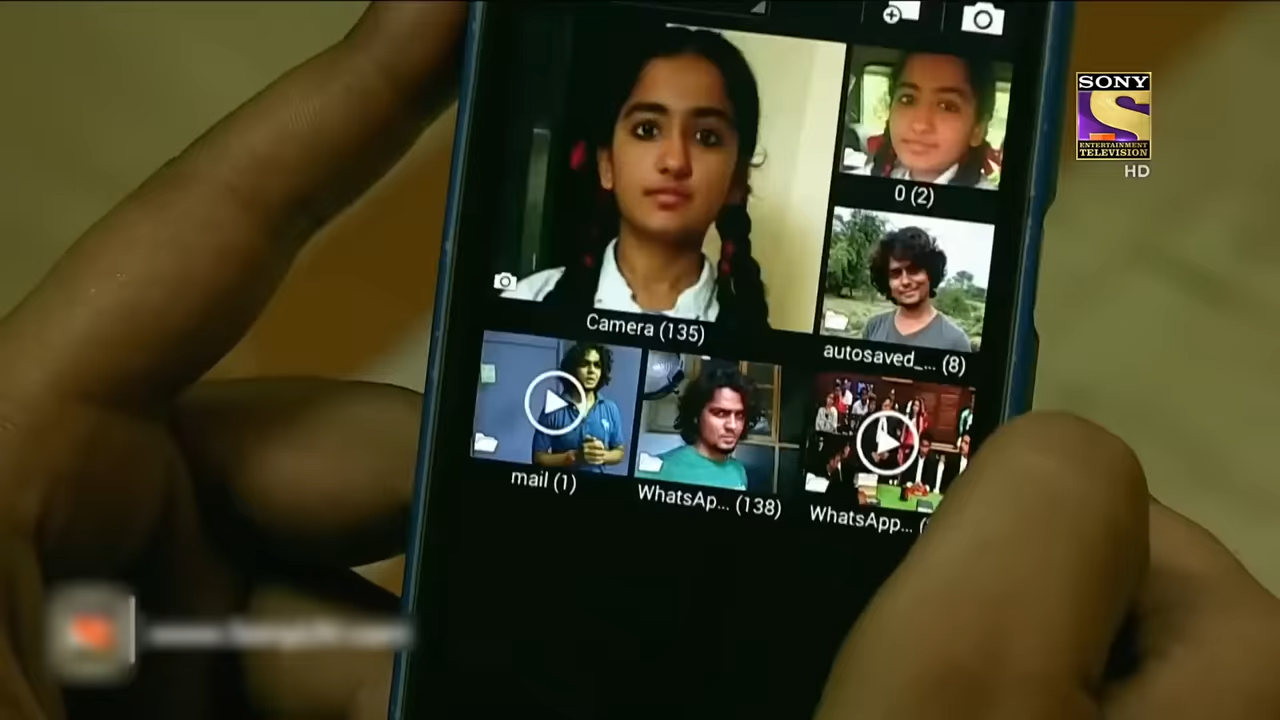 SONY
ENTERTAINMENT
TELEVISION
HD
0 (2)
Camera (135)
autosaved_... (8)
mail (1)
WhatsAp... (138)
WhatsApp...